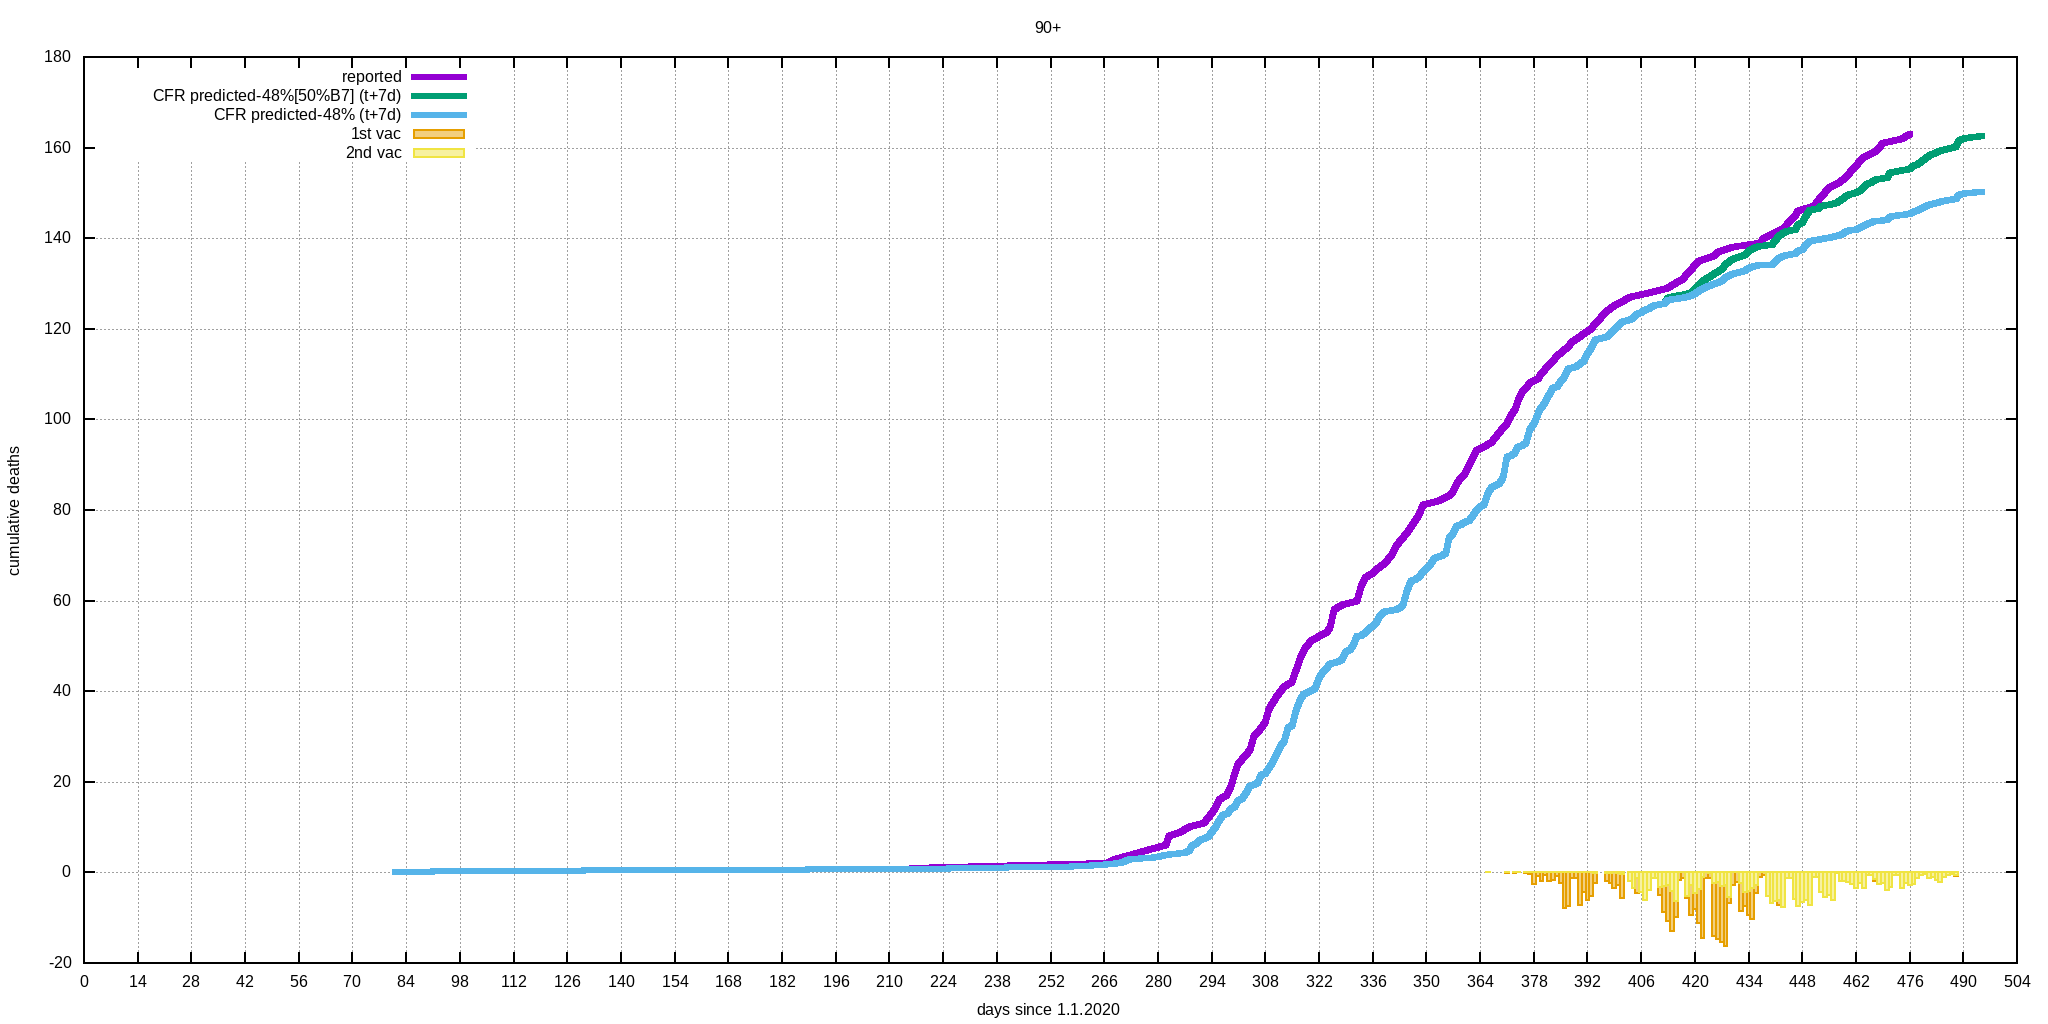 90+
180
160
140
120
100
80
60
40
20
0
-20
reported
CFR predicted-48%[50%B7] (t+7d)
CFR predicted-48% (t+7d)
1st vac
2nd vac
cumulative deaths
0 14 28 42 56 70 84 98 112 126 140 154 168 182 196 210 224 238 252 266 280 294 308 322 336 350 364 378 392 406 420 434 448 462 476 490 504
days since 1.1.2020